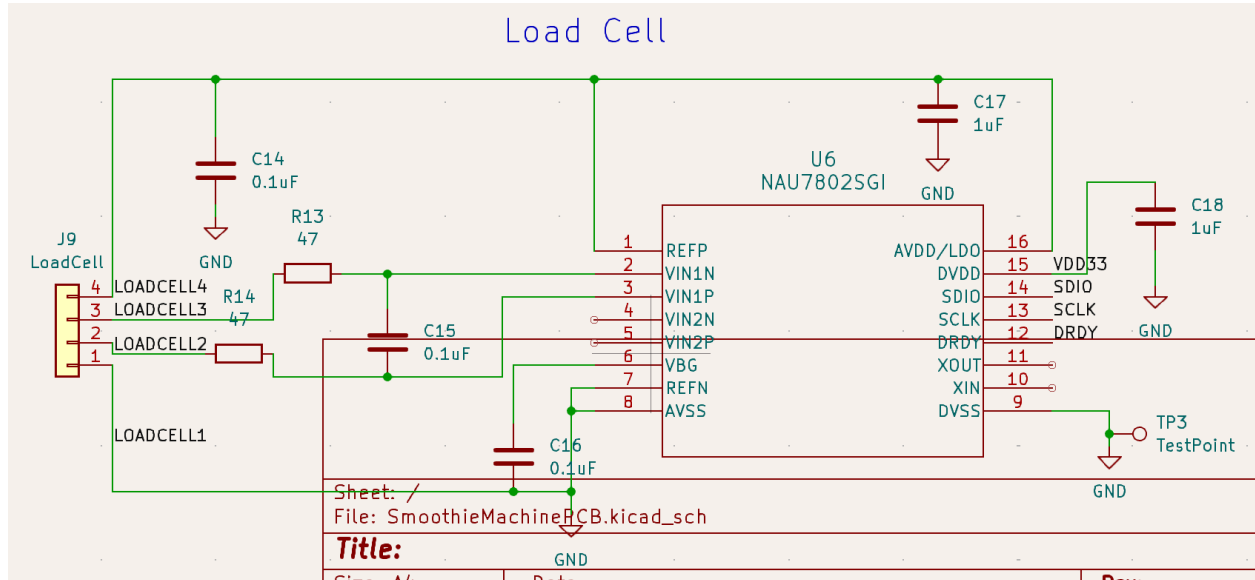 Load Cell
C17
1uF
C14
0.1uF
U6
NAU7802SGI
GND
C18
1uF
R13
47
J9
LoadCell
GND
1
REFP
AVDD/LDO
16
2
VIN1N
DVDD
15
VDD33
4
LOADCELL4
R14
47
3
VIN1P
SDIO
14
SDIO
3
LOADCELL3
4
VIN2N
SCLK
13
SCLK
GND
C15
0.1uF
2
LOADCELL2
5
VIN2P
DRDY
12
DRDY
1
6
VBG
XOUT
11
7
REFN
XIN
10
8
AVSS
DVSS
9
TP3
TestPoint
LOADCELL1
C16
0.1uF
GND
Sheet: /
File: SmoothieMachinePCB.kicad_sch
GND
Title: